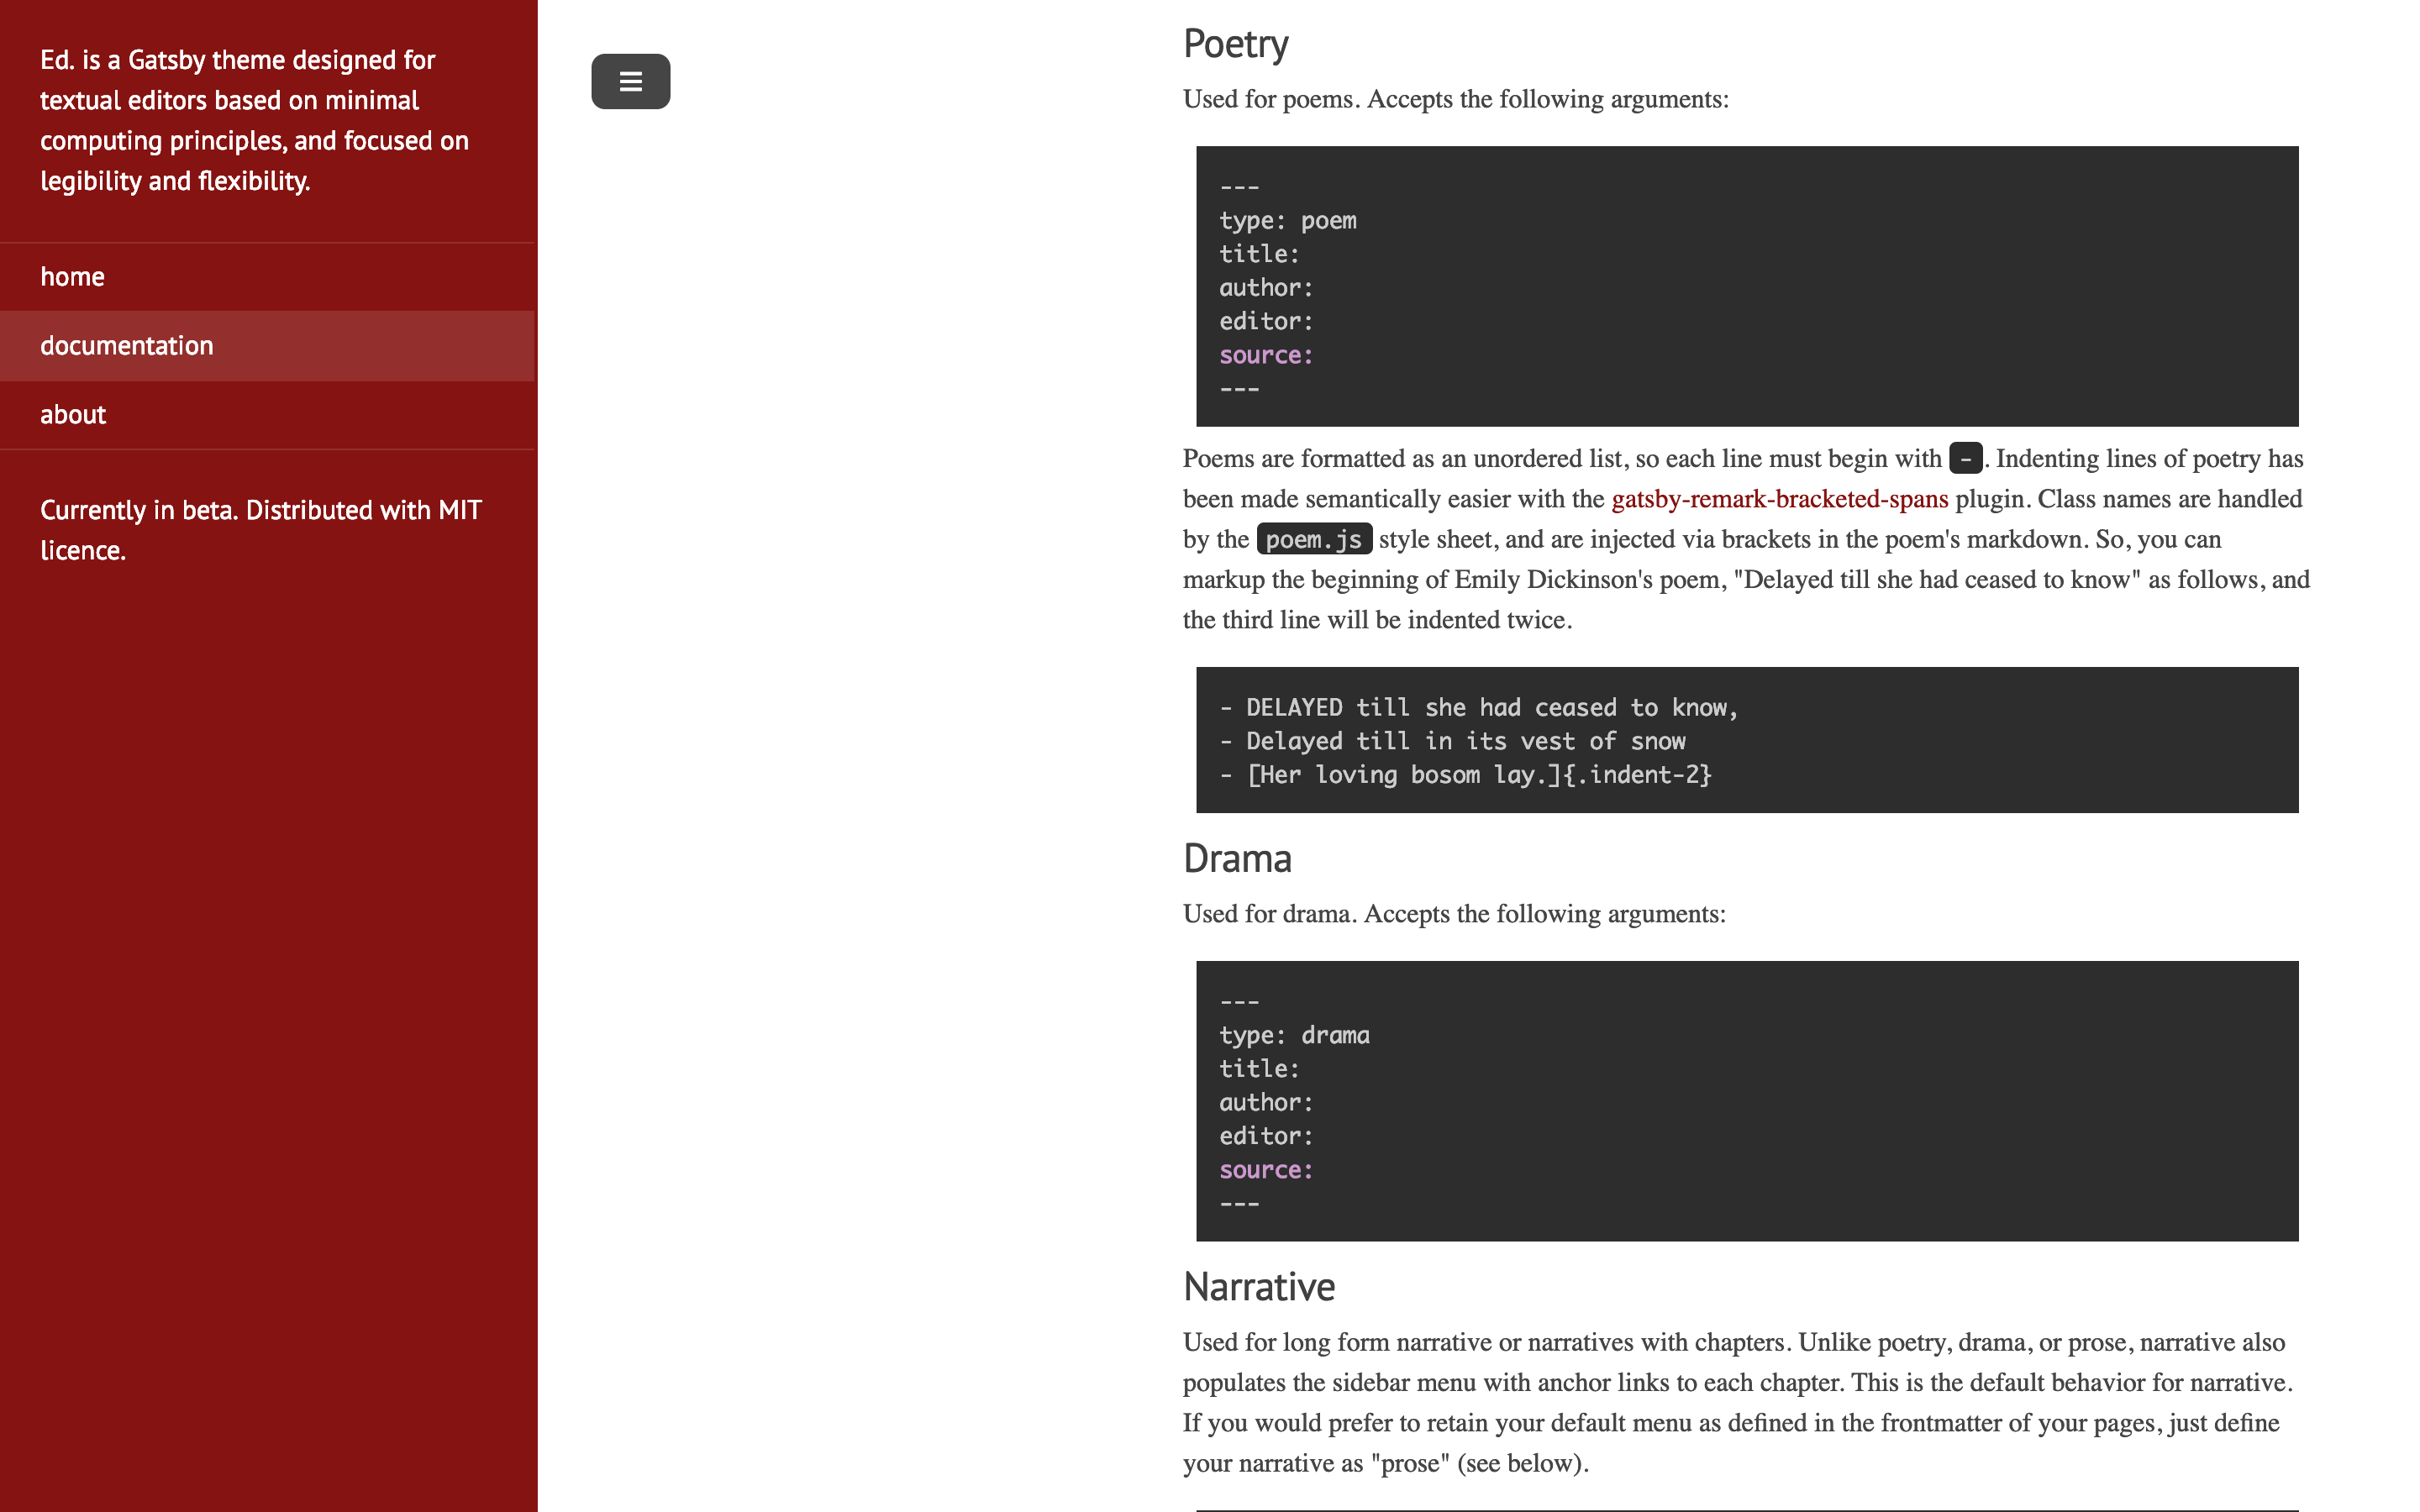 Ed. is a Gatsby theme designed for
textual editors based on minimal
computing principles, and focused on
legibility and flexibility.
home
documentation
about
Currently in beta. Distributed with MIT
licence.
Poetry
Used for poems. Accepts the following arguments:
---
type: poem
title:
author:
editor:
source:
---
Poems are formatted as an unordered list, so each line must begin with -. Indenting lines of poetry has
been made semantically easier with the gatsby-remark-bracketed-spans plugin. Class names are handled
by the poem.js style sheet, and are injected via brackets in the poem's markdown. So, you can
markup the beginning of Emily Dickinson's poem, "Delayed till she had ceased to know" as follows, and
the third line will be indented twice.
- DELAYED till she had ceased to know,
- Delayed till in its vest of snow
- [Her loving bosom lay.]{.indent-2}
Drama
Used for drama. Accepts the following arguments:
---
type: drama
title:
author:
editor:
source:
---
Narrative
Used for long form narrative or narratives with chapters. Unlike poetry, drama, or prose, narrative also
populates the sidebar menu with anchor links to each chapter. This is the default behavior for narrative.
If you would prefer to retain your default menu as defined in the frontmatter of your pages, just define
your narrative as "prose" (see below).